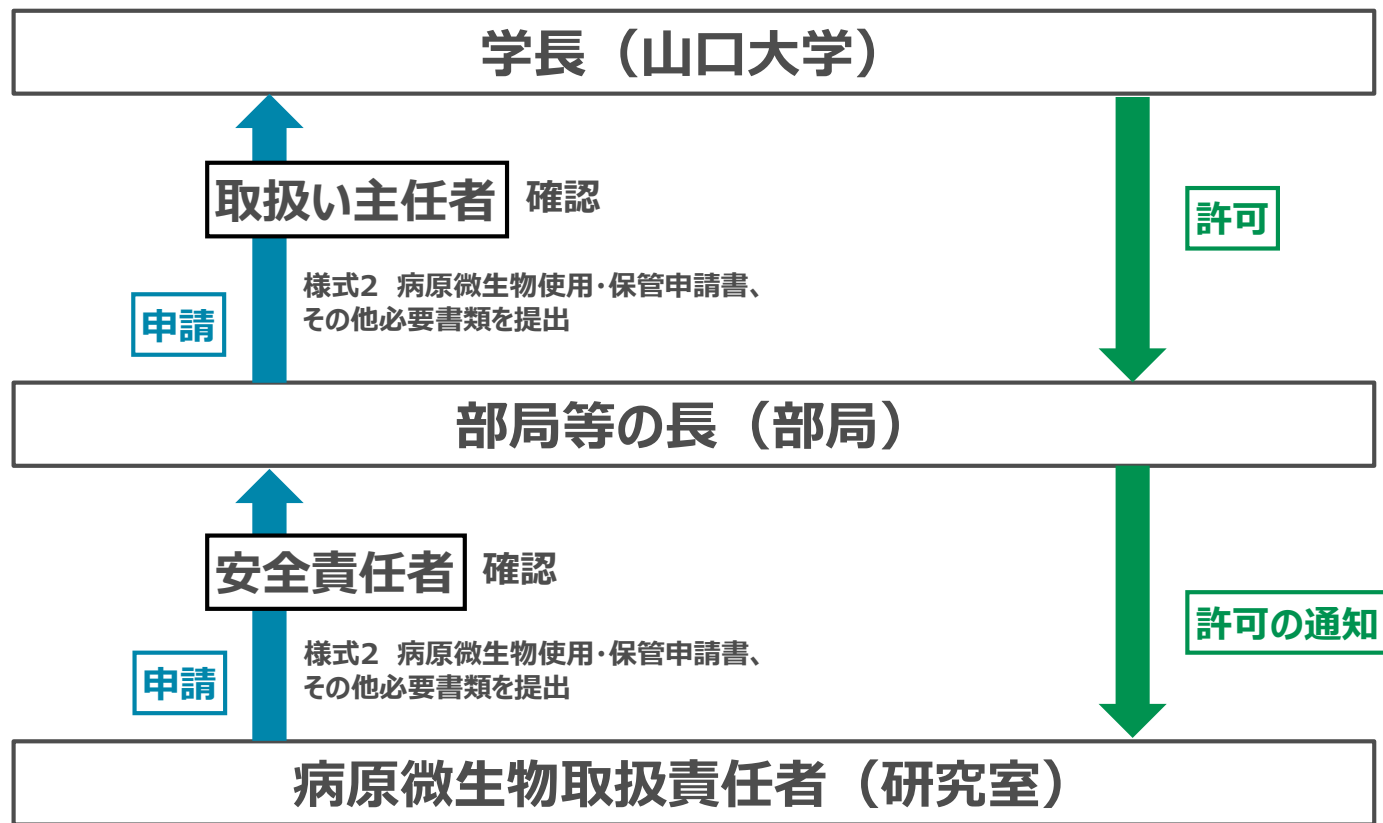 学長（山口大学）
取扱い主任者 確認
許可
様式2 病原微生物使用・保管申請書、
その他必要書類を提出
申請
部局等の長（部局）
安全責任者 確認
許可の通知
様式2 病原微生物使用・保管申請書、
その他必要書類を提出
申請
病原微生物取扱責任者（研究室）